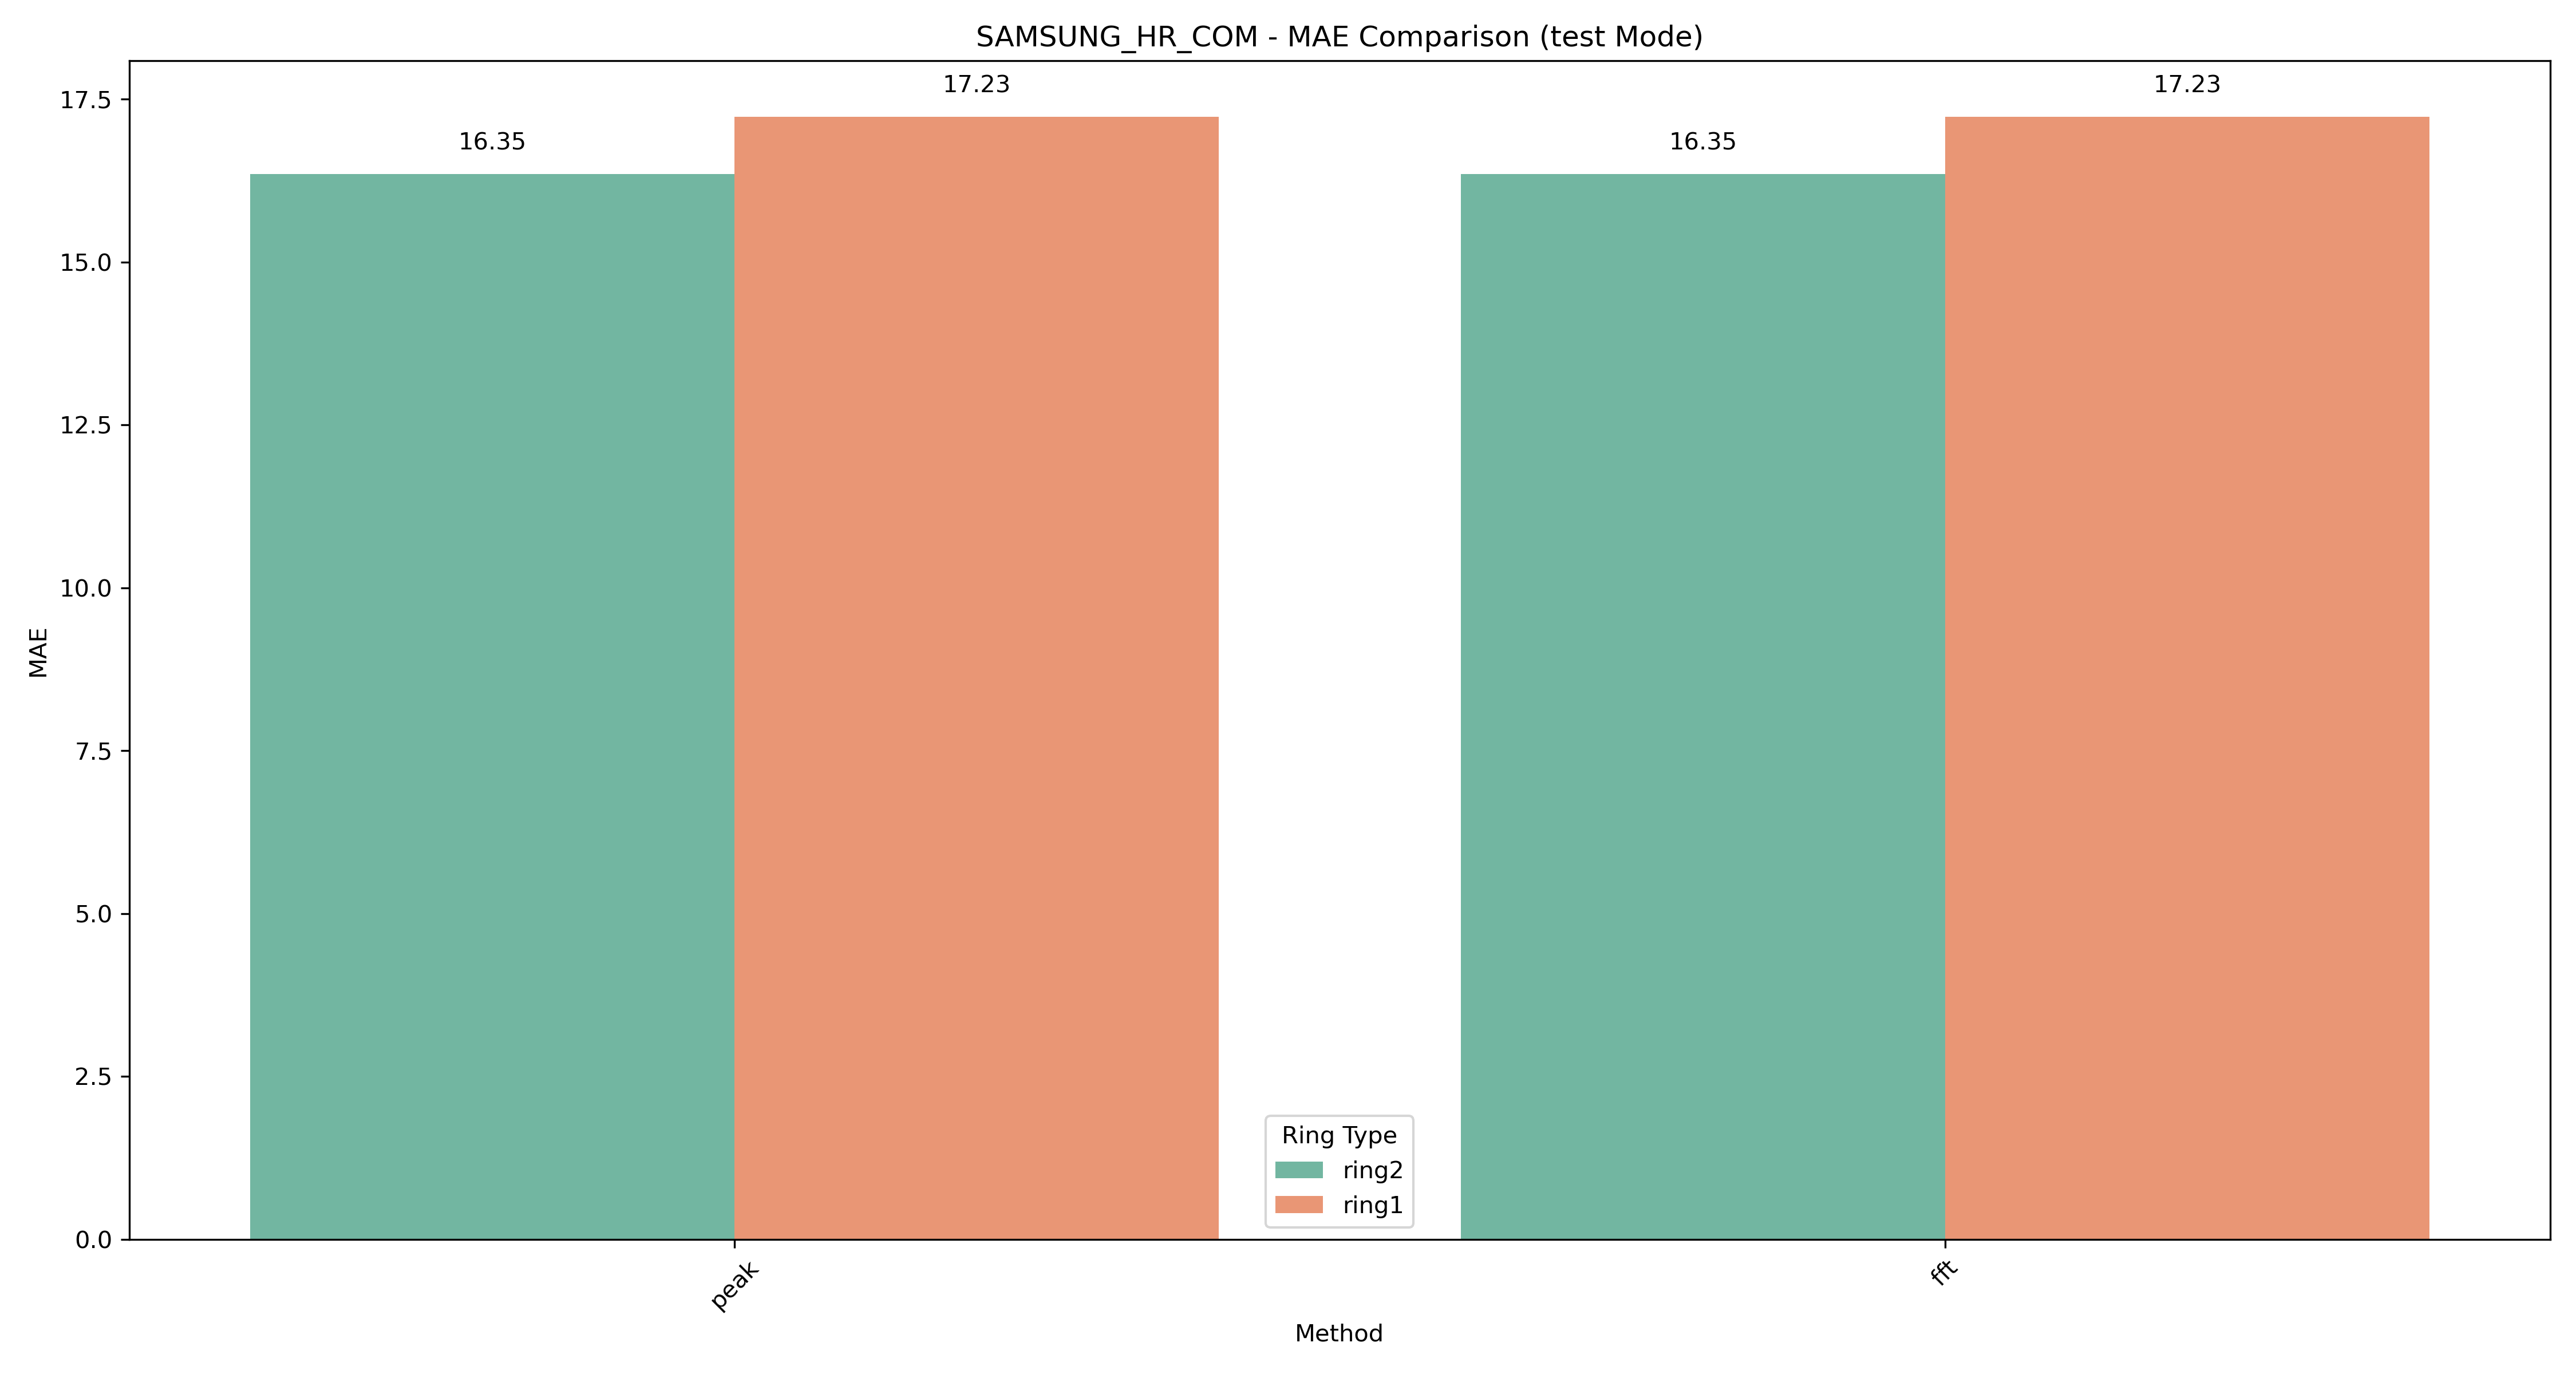 SAMSUNG_HR_COM - MAE Comparison (test Mode)
17.5
15.0
12.5
10.0
7.5
5.0
2.5
0.0
MAE
16.35
17.23
16.35
17.23
Ring Type
ring2
ring1
peak
fft
Method